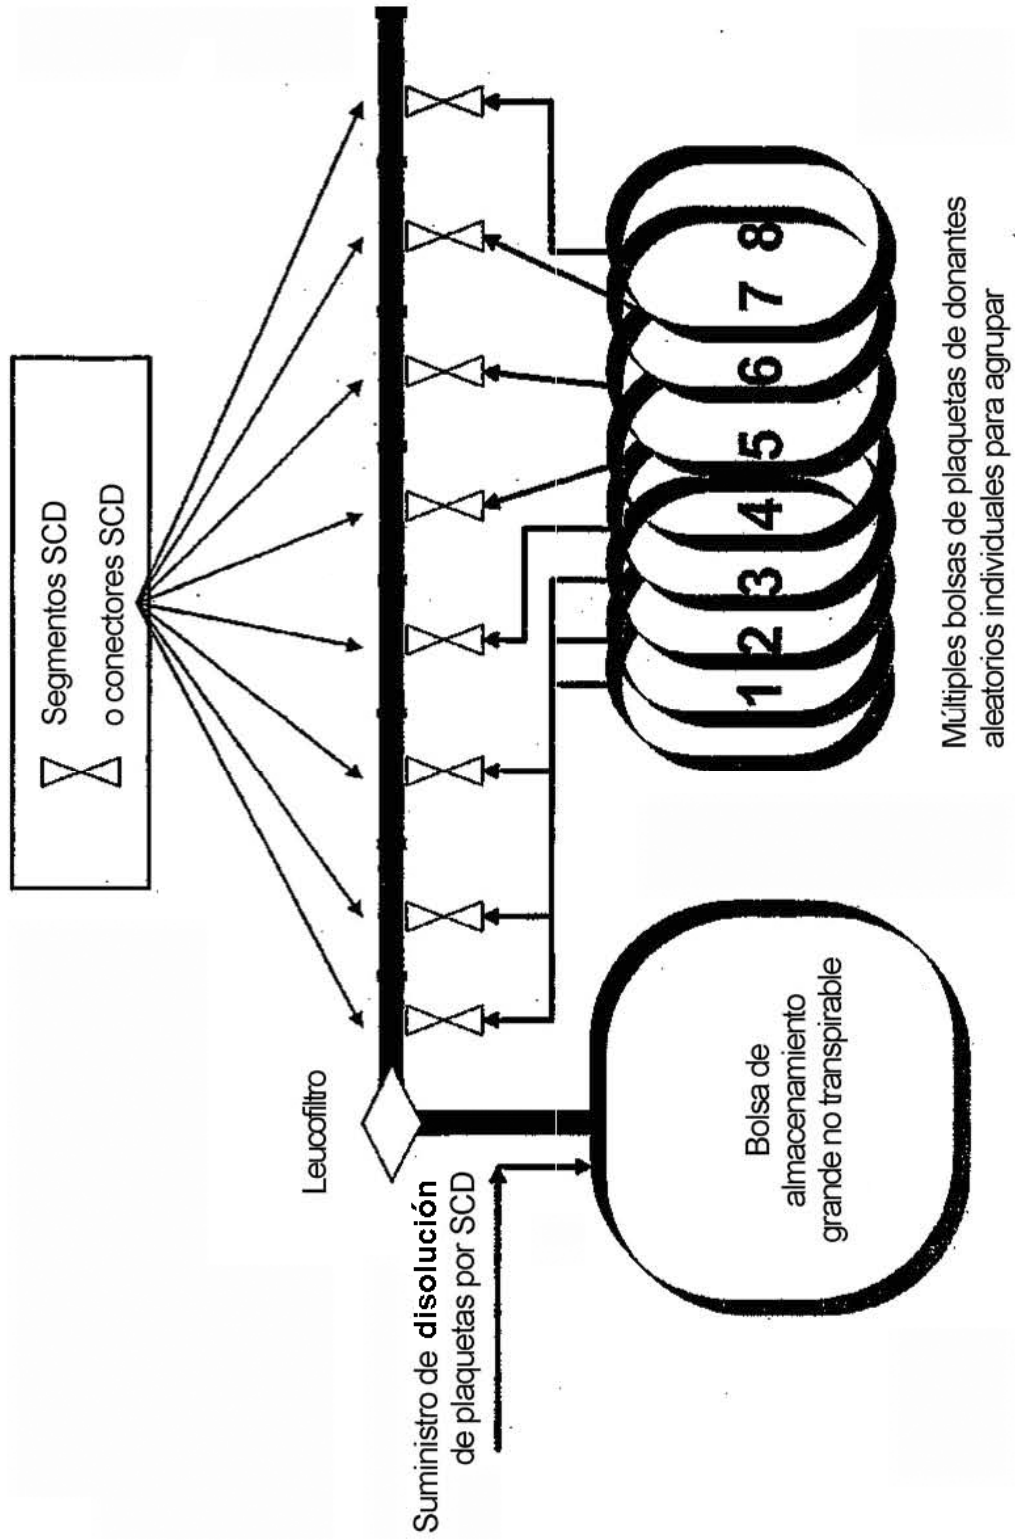 Segmentos SCD
o conectores SCD
Leucofiltro
Suministro de disolución
de plaquetas por SCD
Bolsa de
almacenamiento
grande no transpirable
1 2 3 4 5 6 7 8
Múltiples bolsas de plaquetas de donantes
aleatorios individuales para agrupar